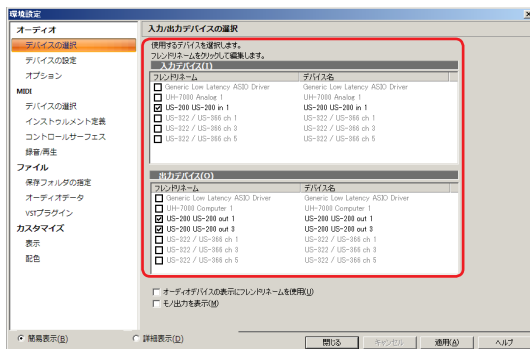 環境設定
オーディオ
デバイスの選択
デバイスの設定
オプション
MIDI
デバイスの選択
インストゥルメント定義
コントロールサーフェス
録音/再生
ファイル
保存フォルダの指定
オーディオデータ
VSTプラグイン
カスタマイズ
表示
配色
簡易表示(B)
詳細表示(D)
入力/出力デバイスの選択
使用するデバイスを選択します。
フレンドリネームをクリックして編集します。
入力デバイス(I)
フレンドリネーム デバイス名
Generic Low Latency ASIO Driver Generic Low Latency ASIO Driver
UH-7000 Analog 1 UH-7000 Analog 1
US-200 US-200 in 1 US-200 US-200 in 1
US-322 / US-366 ch 1 US-322 / US-366 ch 1
US-322 / US-366 ch 3 US-322 / US-366 ch 3
US-322 / US-366 ch 5 US-322 / US-366 ch 5
出力デバイス(O)
フレンドリネーム デバイス名
Generic Low Latency ASIO Driver Generic Low Latency ASIO Driver
UH-7000 Computer 1 UH-7000 Computer 1
US-200 US-200 out 1 US-200 US-200 out 1
US-200 US-200 out 3 US-200 US-200 out 3
US-322 / US-366 ch 1 US-322 / US-366 ch 1
US-322 / US-366 ch 3 US-322 / US-366 ch 3
US-322 / US-366 ch 5 US-322 / US-366 ch 5
オーディオデバイスの表示にフレンドリネームを使用(U)
モノ出力を表示(M)
閉じる キャンセル 適用(A) ヘルプ